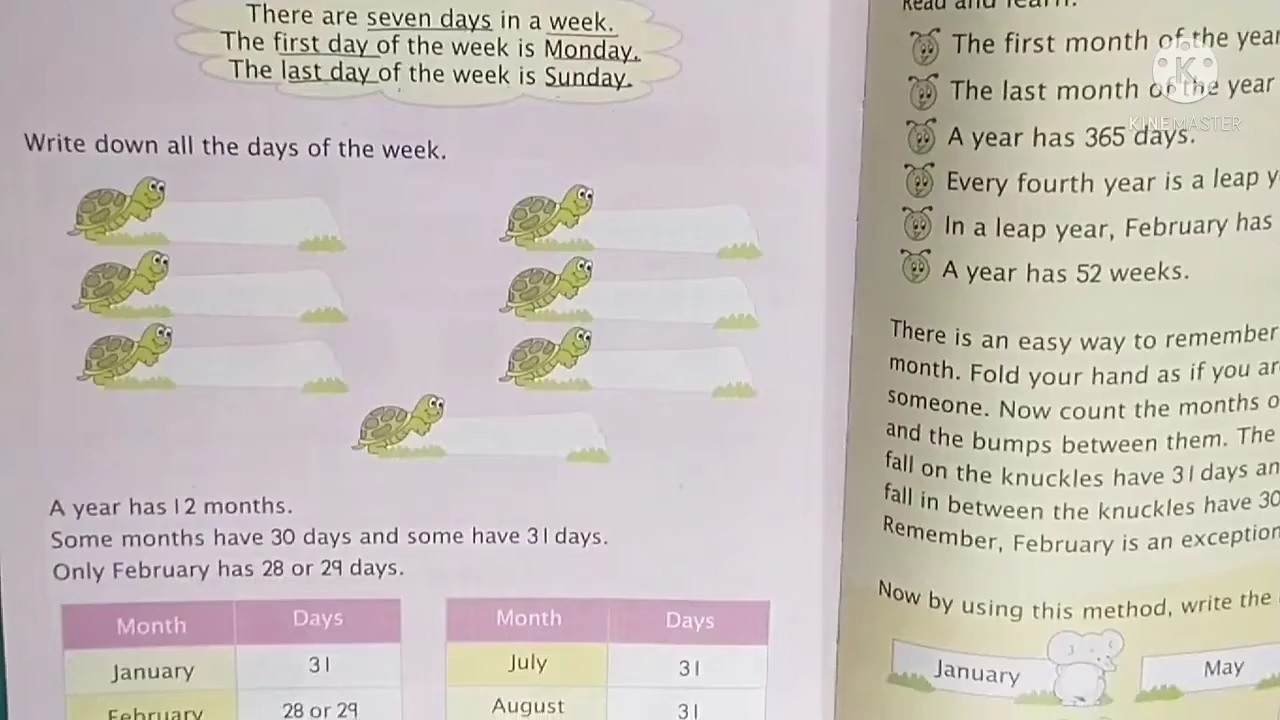 There are seven days in a week.
The first day of the week is Monday.
The last day of the week is Sunday.
Write down all the days of the week.
A year has 12 months.
Some months have 30 days and some have 31 days.
Only February has 28 or 29 days.
Month Days
January 31
February 28 or 29
Month Days
July 31
August 31
Read and learn.
The first month of the year
The last month of the year
A year has 365 days.
Every fourth year is a leap
In a leap year, February has
A year has 52 weeks.
There is an easy way to remember
month. Fold your hand as if you
someone. Now count the months
and the bumps between them. The
fall on the knuckles have 31 days
fall in between the knuckles have 30
Remember, February is an exception
Now by using this method, write the
January
May
K
KINEMASTER